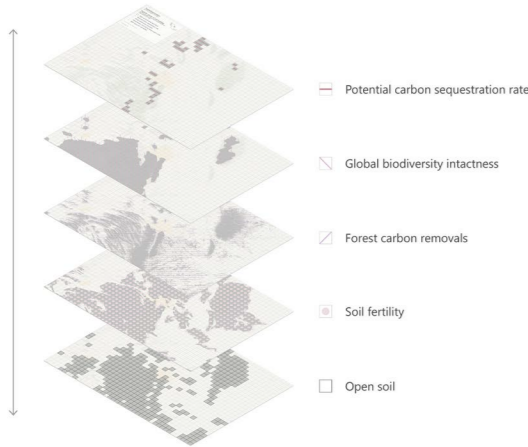 Potential carbon sequestration rate
Global biodiversity intactness
Forest carbon removals
Soil fertility
Open soil